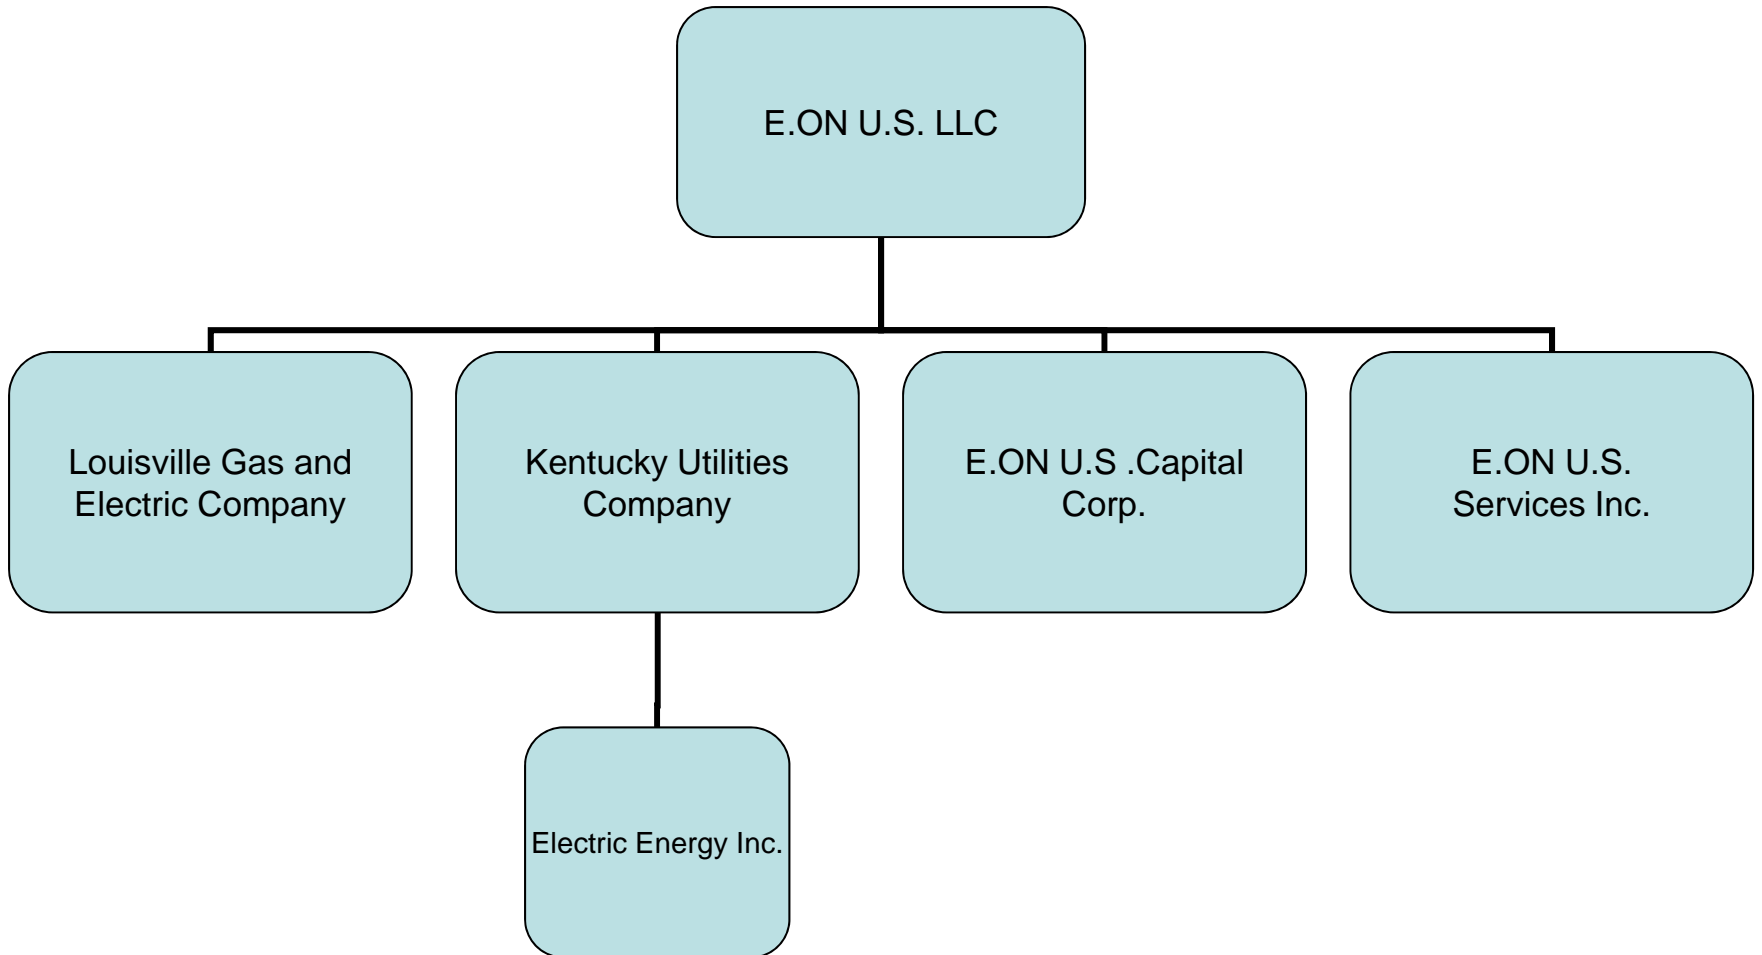 E.ON U.S. LLC
Louisville Gas and
Electric Company
Kentucky Utilities
Company
E.ON U.S .Capital
Corp.
E.ON U.S.
Services Inc.
Electric Energy Inc.